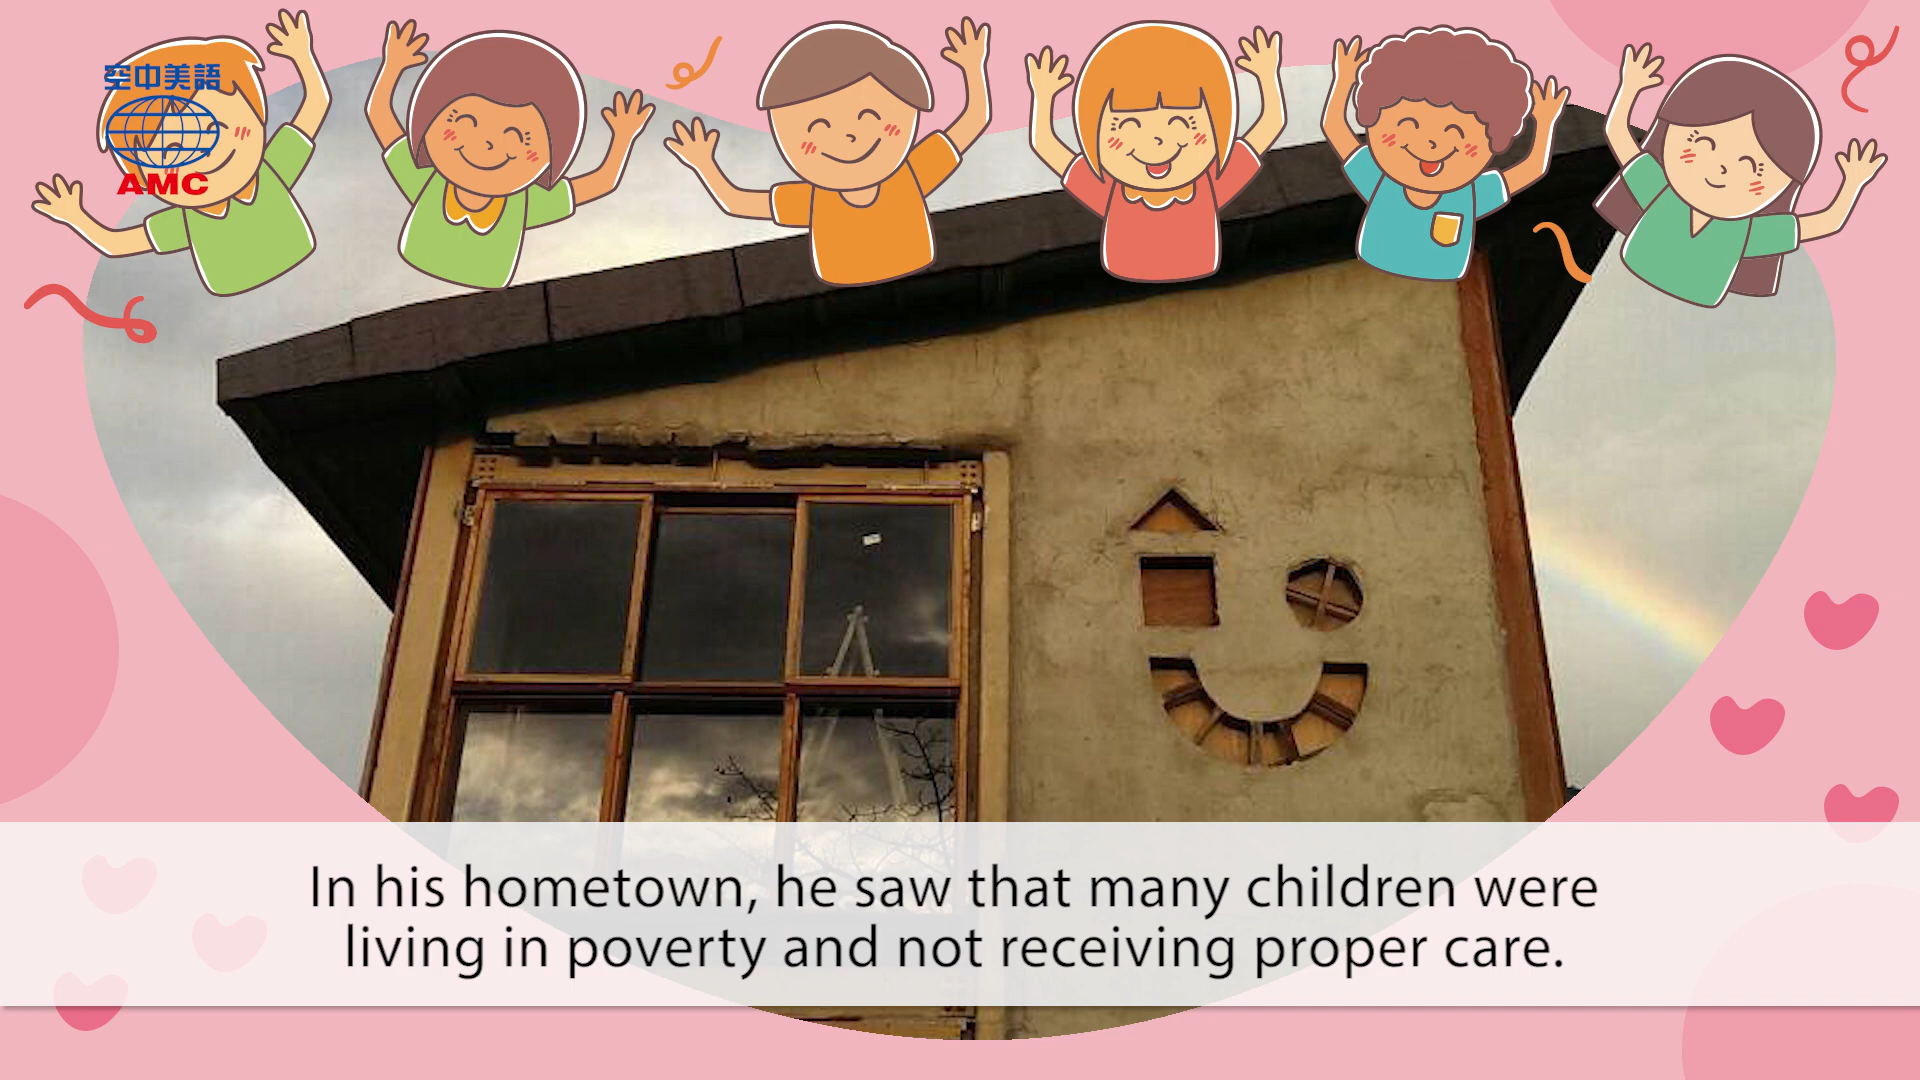 空中美語
AMC
In his hometown, he saw that many children were
living in poverty and not receiving proper care.